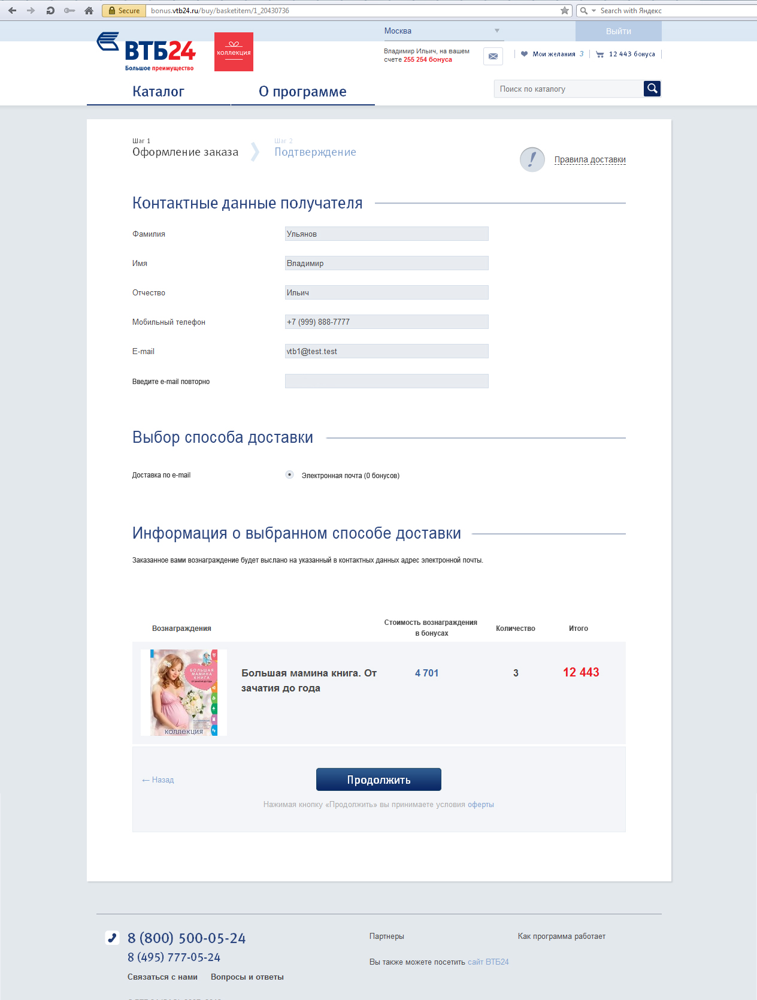 Secure
bonus.vtb24.ru/buy/basketitem/1_20430736
Search with Яндекс
Москва
Выйти
ВТБ24
Большое преимущество
коллекция
Владимир Ильич, на вашем
счете 255 254 бонуса
Мои желания 3
12 443 бонуса
Каталог
О программе
Поиск по каталогу
Шаг 1
Оформление заказа
Шаг 2
Подтверждение
Правила доставки
Контактные данные получателя
Фамилия
Ульянов
Имя
Владимир
Отчество
Ильич
Мобильный телефон
+7 (999) 888-7777
E-mail
vtb1@test.test
Введите e-mail повторно
Выбор способа доставки
Доставка по e-mail
Электронная почта (0 бонусов)
Информация о выбранном способе доставки
Заказанное вами вознаграждение будет выслано на указанный в контактных данных адрес электронной почты.
Вознаграждения
Стоимость вознаграждения
в бонусах
Количество
Итого
БОЛЬШАЯ
МАМИНА
КНИГА
ОТ ЗАЧАТИЯ ДО ГОДА
коллекция
Большая мамина книга. От
зачатия до года
4 701
3
12 443
← Назад
Продолжить
Нажимая кнопку «Продолжить» вы принимаете условия оферты
8 (800) 500-05-24
8 (495) 777-05-24
Связаться с нами
Вопросы и ответы
Партнеры
Как программа работает
Вы также можете посетить сайт ВТБ24